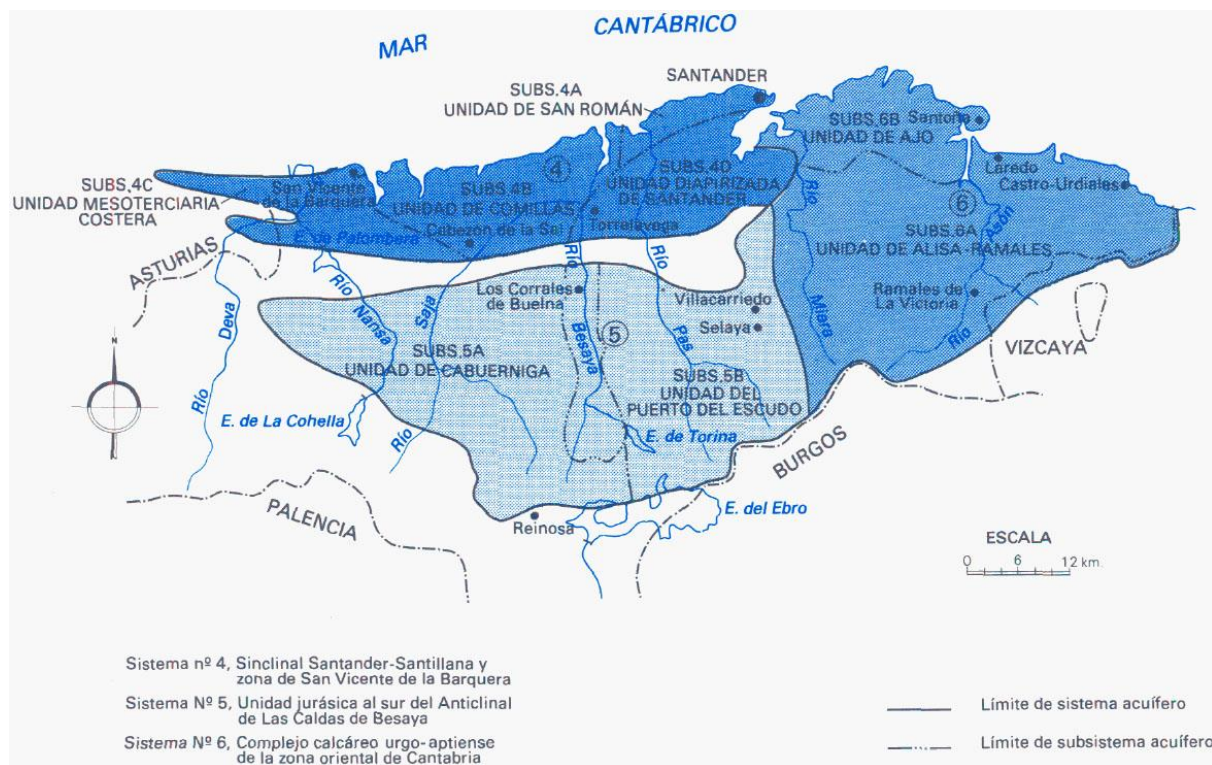 MAR CANTÁBRICO
SANTANDER
SUBS.4A
UNIDAD DE SAN ROMÁN
SUBS.6B
UNIDAD DE AJO
Santoña
Laredo
Castro-Urdiales
SUBS.4C
UNIDAD MESOTERCIARIA
COSTERA
San Vicente
de la Barquera
SUBS.4B
UNIDAD DE COMILLAS
4
SUBS.4D
UNIDAD DIAPIRIZADA
DE SANTANDER
6
SUBS.6A
UNIDAD DE ALISA-RAMALES
E. de Palombera
Cabezón de la Sal
Torrelavega
ASTURIAS
Río Deva
Río Nansa
Río Saja
Río Besaya
Río Pas
Río Miera
Río Asón
Río
Los Corrales
de Buelna
Villacarriedo
Selaya
Ramales de
La Victoria
VIZCAYA
N
SUBS.5A
UNIDAD DE CABUERNIGA
5
SUBS.5B
UNIDAD DEL
PUERTO DEL ESCUDO
E. de La Cohella
E. de Torina
BURGOS
PALENCIA
Reinosa
E. del Ebro
ESCALA
0 6 12 km.
Sistema nº 4, Sinclinal Santander-Santillana y
zona de San Vicente de la Barquera
Sistema Nº 5, Unidad jurásica al sur del Anticlinal
de Las Caldas de Besaya
Sistema Nº 6, Complejo calcáreo urgo-aptiense
de la zona oriental de Cantabria
Límite de sistema acuífero
Límite de subsistema acuífero